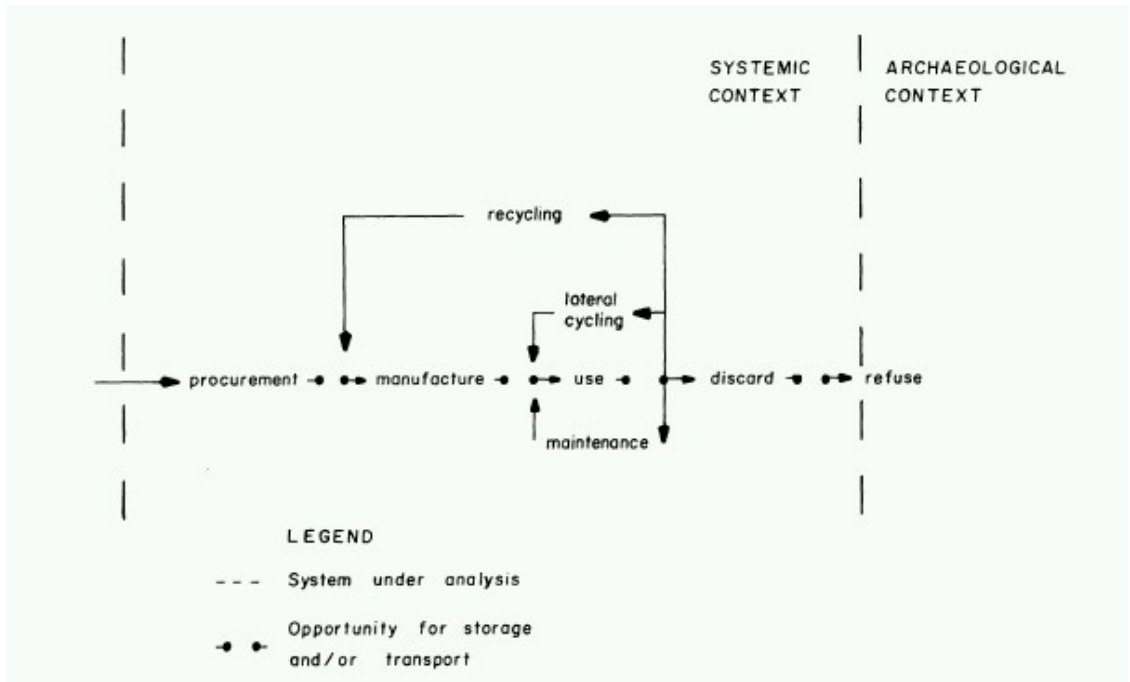 SYSTEMIC
CONTEXT
ARCHAEOLOGICAL
CONTEXT
recycling
lateral
cycling
procurement
manufacture
use
discard
refuse
maintenance
LEGEND
System under analysis
Opportunity for storage
and/or transport